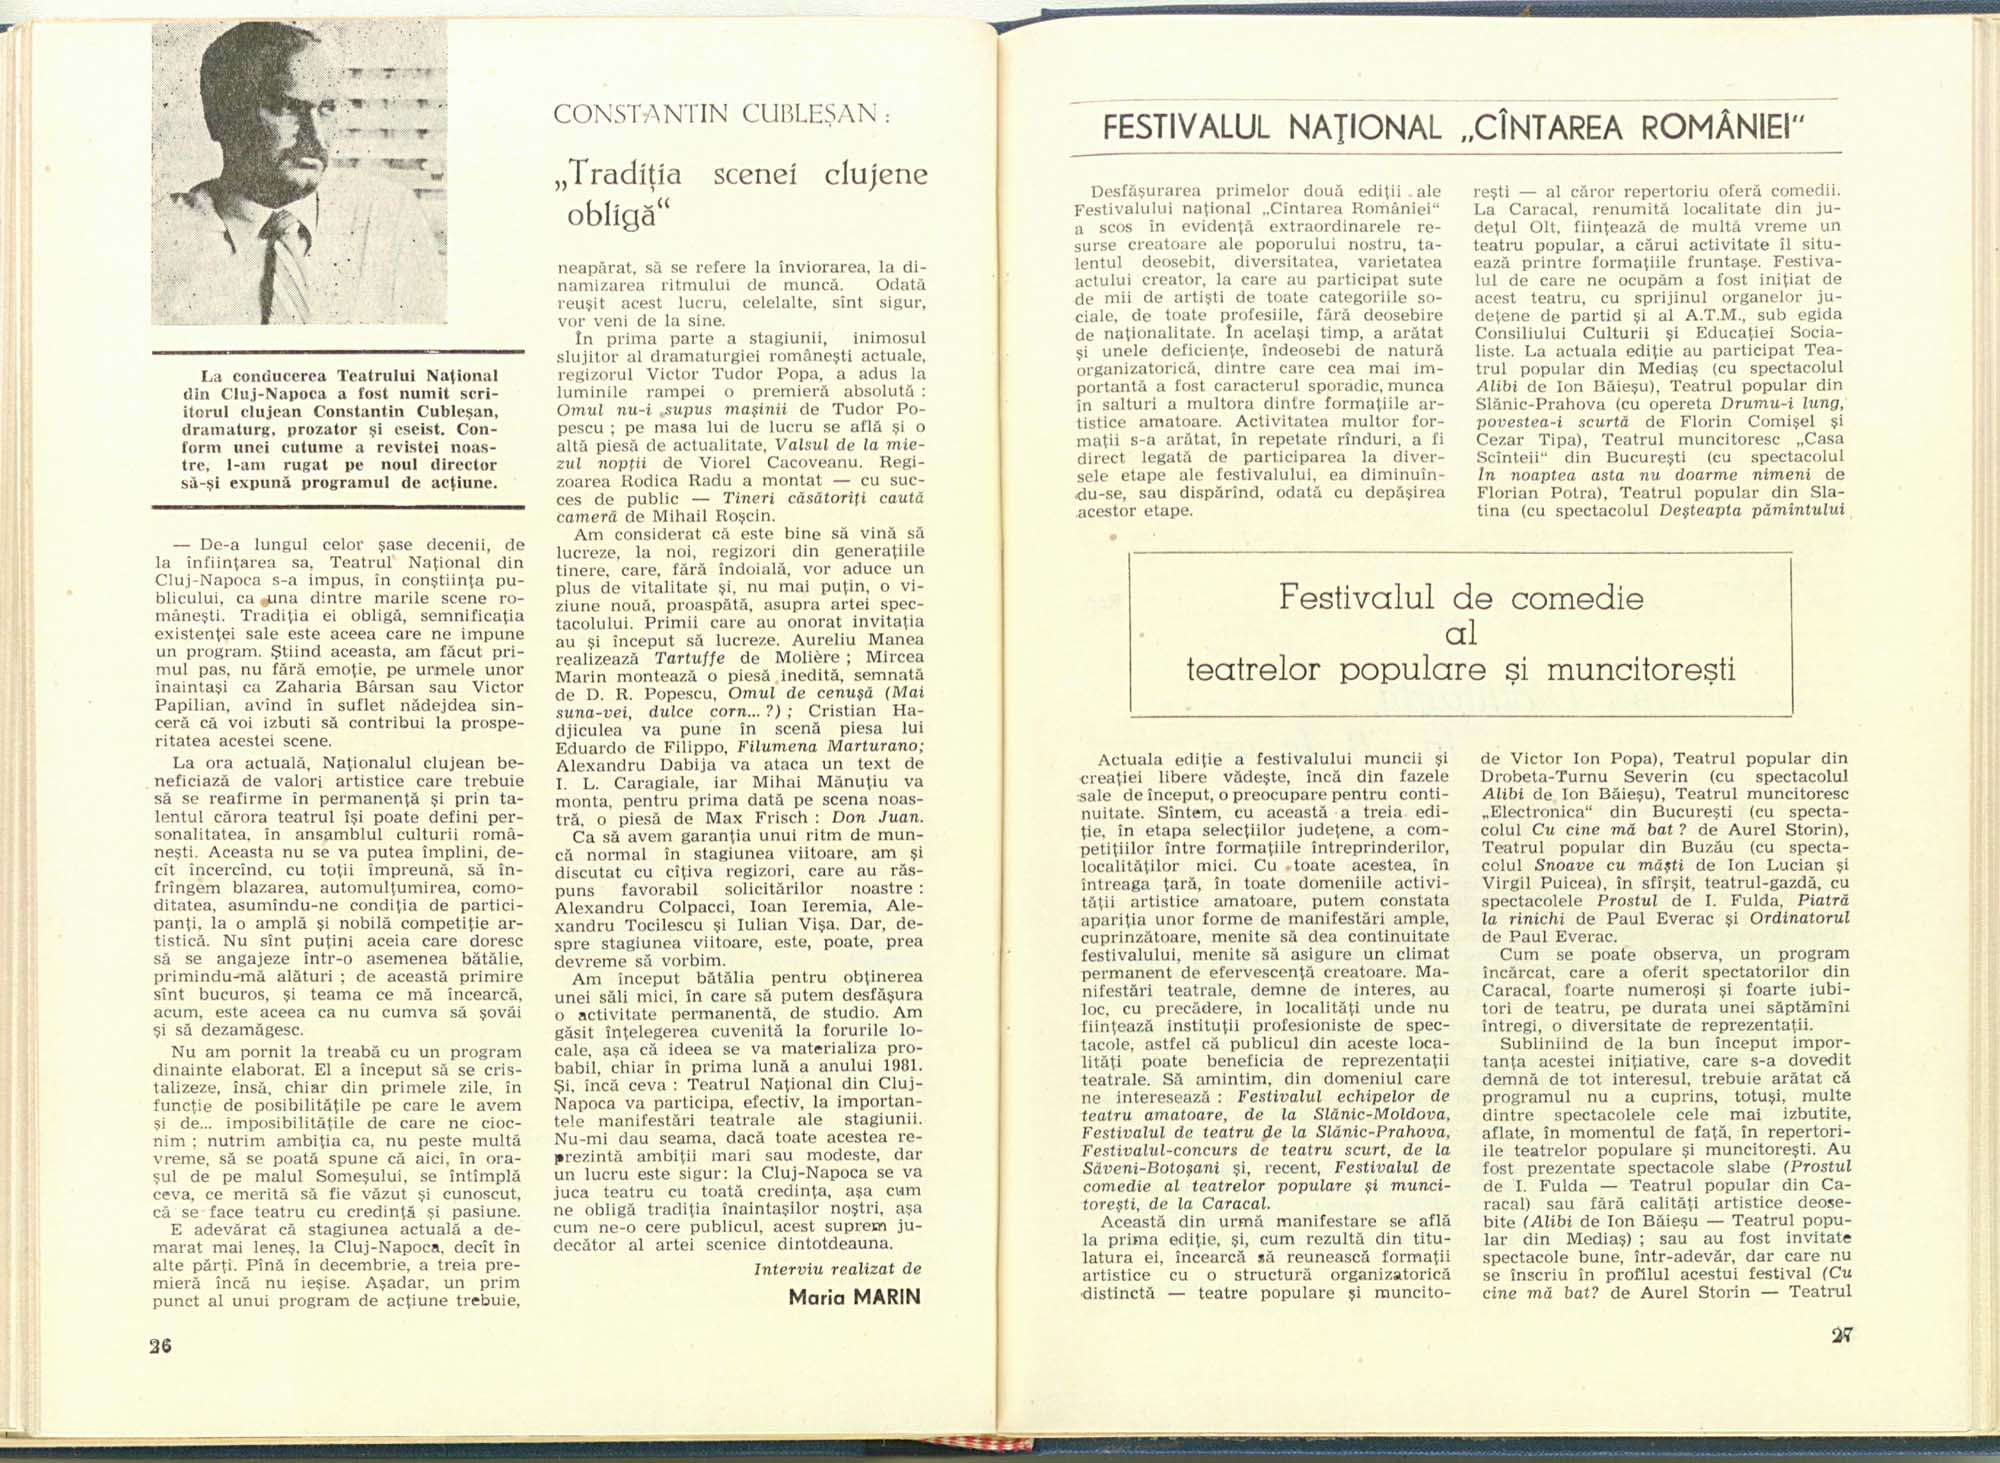 CONSTANTIN CUBLEȘAN :
„Tradiția scenei clujene
obligă“
La conducerea Teatrului Național
din Cluj-Napoca a fost numit scri-
itorul clujean Constantin Cubleșan,
dramaturg, prozator și eseist. Con-
form unei cutume a revistei noas-
tre, l-am rugat pe noul director
să-și expună programul de acțiune.
— De-a lungul celor șase decenii, de
la înființarea sa, Teatrul Național din
Cluj-Napoca s-a impus, în conștiința pu-
blicului, ca una dintre marile scene ro-
mânești. Tradiția ei obligă, semnificația
existenței sale este aceea care ne impune
un program. Știind aceasta, am făcut pri-
mul pas, nu fără emoție, pe urmele unor
înaintași ca Zaharia Bârsan sau Victor
Papilian, avînd în suflet nădejdea sin-
ceră că voi izbuti să contribui la prospe-
ritatea acestei scene.
La ora actuală, Naționalul clujean be-
neficiază de valori artistice care trebuie
să se reafirme în permanență și prin ta-
lentul cărora teatrul își poate defini per-
sonalitatea, în ansamblul culturii româ-
nești. Aceasta nu se va putea împlini, de-
cît încercînd, cu toții împreună, să în-
frîngem blazarea, automulțumirea, como-
ditatea, asumîndu-ne condiția de partici-
panți, la o amplă și nobilă competiție ar-
tistică. Nu sînt puțini aceia care doresc
să se angajeze într-o asemenea bătălie,
primindu-mă alături ; de această primire
sînt bucuros, și teama ce mă încearcă,
acum, este aceea ca nu cumva să șovăi
și să dezamăgesc.
Nu am pornit la treabă cu un program
dinainte elaborat. El a început să se cris-
talizeze, însă, chiar din primele zile, în
funcție de posibilitățile pe care le avem
și de... imposibilitățile de care ne cioc-
nim ; nutrim ambiția ca, nu peste multă
vreme, să se poată spune că aici, în ora-
șul de pe malul Someșului, se întîmplă
ceva, ce merită să fie văzut și cunoscut,
că se face teatru cu credință și pasiune.
E adevărat că stagiunea actuală a de-
marat mai leneș, la Cluj-Napoca, decît în
alte părți. Pînă în decembrie, a treia pre-
mieră încă nu ieșise. Așadar, un prim
punct al unui program de acțiune trebuie,
neapărat, să se refere la înviorarea, la di-
namizarea ritmului de muncă. Odată
reușit acest lucru, celelalte, sînt sigur,
vor veni de la sine.
În prima parte a stagiunii, inimosul
slujitor al dramaturgiei românești actuale,
regizorul Victor Tudor Popa, a adus la
luminile rampei o premieră absolută :
Omul nu-i supus mașinii de Tudor Po-
pescu ; pe masa lui de lucru se află și o
altă piesă de actualitate, Valsul de la mie-
zul nopții de Viorel Cacoveanu. Regi-
zoarea Rodica Radu a montat — cu suc-
ces de public — Tineri căsătoriți caută
cameră de Mihail Roșcin.
Am considerat că este bine să vină să
lucreze, la noi, regizori din generațiile
tinere, care, fără îndoială, vor aduce un
plus de vitalitate și, nu mai puțin, o vi-
ziune nouă, proaspătă, asupra artei spec-
tacolului. Primii care au onorat invitația
au și început să lucreze. Aureliu Manea
realizează Tartuffe de Molière ; Mircea
Marin montează o piesă inedită, semnată
de D. R. Popescu, Omul de cenușă (Mai
suna-vei, dulce corn... ?) ; Cristian Ha-
djiculea va pune în scenă piesa lui
Eduardo de Filippo, Filumena Marturano;
Alexandru Dabija va ataca un text de
I. L. Caragiale, iar Mihai Mănuțiu va
monta, pentru prima dată pe scena noas-
tră, o piesă de Max Frisch : Don Juan.
Ca să avem garanția unui ritm de mun-
că normal în stagiunea viitoare, am și
discutat cu cîțiva regizori, care au răs-
puns favorabil solicitărilor noastre :
Alexandru Colpacci, Ioan Ieremia, Ale-
xandru Tocilescu și Iulian Vișa. Dar, de-
spre stagiunea viitoare, este, poate, prea
devreme să vorbim.
Am început bătălia pentru obținerea
unei săli mici, în care să putem desfășura
o activitate permanentă, de studio. Am
găsit înțelegerea cuvenită la forurile lo-
cale, așa că ideea se va materializa pro-
babil, chiar în prima lună a anului 1981.
Și, încă ceva : Teatrul Național din Cluj-
Napoca va participa, efectiv, la importan-
tele manifestări teatrale ale stagiunii.
Nu-mi dau seama, dacă toate acestea re-
prezintă ambiții mari sau modeste, dar
un lucru este sigur: la Cluj-Napoca se va
juca teatru cu toată credința, așa cum
ne obligă tradiția înaintașilor noștri, așa
cum ne-o cere publicul, acest suprem ju-
decător al artei scenice dintotdeauna.
Interviu realizat de
Maria MARIN
26
FESTIVALUL NAȚIONAL „CÎNTAREA ROMÂNIEI“
Desfășurarea primelor două ediții ale
Festivalului național „Cîntarea României“
a scos în evidență extraordinarele re-
surse creatoare ale poporului nostru, ta-
lentul deosebit, diversitatea, varietatea
actului creator, la care au participat sute
de mii de artiști de toate categoriile so-
ciale, de toate profesiile, fără deosebire
de naționalitate. În același timp, a arătat
și unele deficiențe, îndeosebi de natură
organizatorică, dintre care cea mai im-
portantă a fost caracterul sporadic, munca
în salturi a multora dintre formațiile ar-
tistice amatoare. Activitatea multor for-
mații s-a arătat, în repetate rînduri, a fi
direct legată de participarea la diver-
sele etape ale festivalului, ea diminuîn-
du-se, sau dispărînd, odată cu depășirea
acestor etape.
rești — al căror repertoriu oferă comedii.
La Caracal, renumită localitate din ju-
dețul Olt, ființează de multă vreme un
teatru popular, a cărui activitate îl situ-
ează printre formațiile fruntașe. Festiva-
lul de care ne ocupăm a fost inițiat de
acest teatru, cu sprijinul organelor ju-
dețene de partid și al A.T.M., sub egida
Consiliului Culturii și Educației Socia-
liste. La actuala ediție au participat Tea-
trul popular din Mediaș (cu spectacolul
Alibi de Ion Băieșu), Teatrul popular din
Slănic-Prahova (cu opereta Drumu-i lung,
povestea-i scurtă de Florin Comișel și
Cezar Tipa), Teatrul muncitoresc „Casa
Scînteii“ din București (cu spectacolul
În noaptea asta nu doarme nimeni de
Florian Potra), Teatrul popular din Sla-
tina (cu spectacolul Deșteapta pămîntului
Festivalul de comedie
al
teatrelor populare și muncitorești
Actuala ediție a festivalului muncii și
creației libere vădește, încă din fazele
sale de început, o preocupare pentru conti-
nuitate. Sîntem, cu această a treia edi-
ție, în etapa selecțiilor județene, a com-
petițiilor între formațiile întreprinderilor,
localităților mici. Cu toate acestea, în
întreaga țară, în toate domeniile activi-
tății artistice amatoare, putem constata
apariția unor forme de manifestări ample,
cuprinzătoare, menite să dea continuitate
festivalului, menite să asigure un climat
permanent de efervescență creatoare. Ma-
nifestări teatrale, demne de interes, au
loc, cu precădere, în localități unde nu
ființează instituții profesioniste de spec-
tacole, astfel că publicul din aceste loca-
lități poate beneficia de reprezentații
teatrale. Să amintim, din domeniul care
ne interesează : Festivalul echipelor de
teatru amatoare, de la Slănic-Moldova,
Festivalul de teatru de la Slănic-Prahova,
Festivalul-concurs de teatru scurt, de la
Săveni-Botoșani și, recent, Festivalul de
comedie al teatrelor populare și munci-
torești, de la Caracal.
Această din urmă manifestare se află
la prima ediție, și, cum rezultă din titu-
latura ei, încearcă să reunească formații
artistice cu o structură organizatorică
distinctă — teatre populare și muncito-
de Victor Ion Popa), Teatrul popular din
Drobeta-Turnu Severin (cu spectacolul
Alibi de Ion Băieșu), Teatrul muncitoresc
„Electronica“ din București (cu specta-
colul Cu cine mă bat ? de Aurel Storin),
Teatrul popular din Buzău (cu specta-
colul Snoave cu măști de Ion Lucian și
Virgil Puicea), în sfîrșit, teatrul-gazdă, cu
spectacolele Prostul de I. Fulda, Piatră
la rinichi de Paul Everac și Ordinatorul
de Paul Everac.
Cum se poate observa, un program
încărcat, care a oferit spectatorilor din
Caracal, foarte numeroși și foarte iubi-
tori de teatru, pe durata unei săptămîni
întregi, o diversitate de reprezentații.
Subliniind de la bun început impor-
tanța acestei inițiative, care s-a dovedit
demnă de tot interesul, trebuie arătat că
programul nu a cuprins, totuși, multe
dintre spectacolele cele mai izbutite,
aflate, în momentul de față, în repertori-
ile teatrelor populare și muncitorești. Au
fost prezentate spectacole slabe (Prostul
de I. Fulda — Teatrul popular din Ca-
racal) sau fără calități artistice deose-
bite (Alibi de Ion Băieșu — Teatrul popu-
lar din Mediaș) ; sau au fost invitate
spectacole bune, într-adevăr, dar care nu
se înscriu în profilul acestui festival (Cu
cine mă bat? de Aurel Storin — Teatrul
27